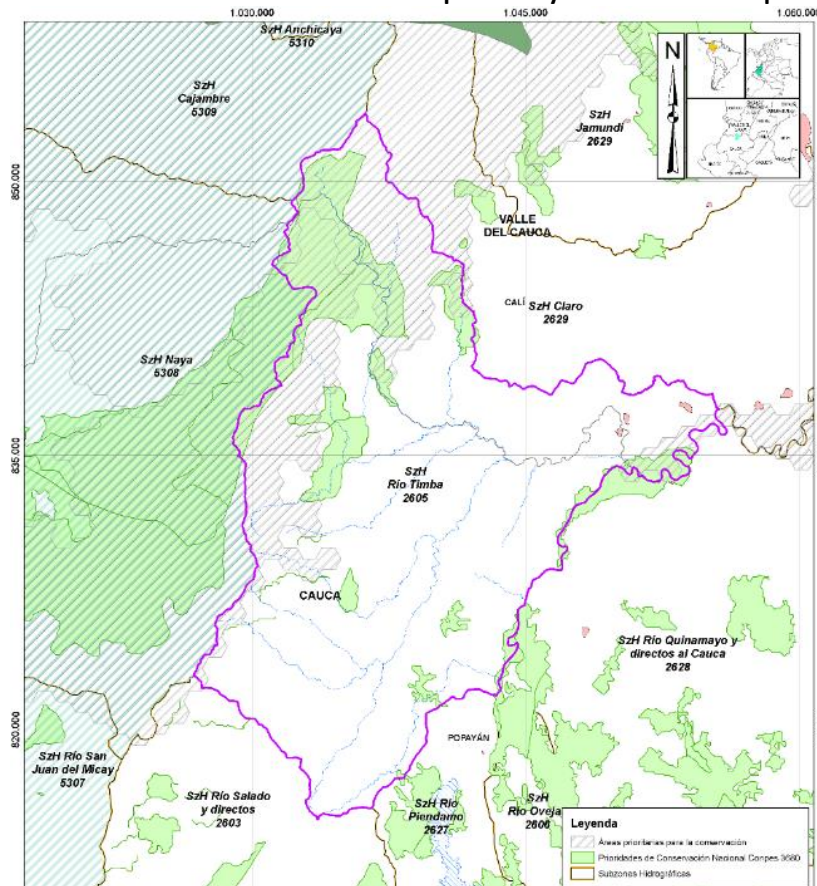 1.030.000
1.045.000
1.060.000
SzH Anchicaya
5310
SzH
Cajambre
5309
N
SzH
Jamundí
2629
850.000
VALLE
DEL CAUCA
CALÍ
SzH Claro
2629
SzH Naya
5308
835.000
SzH
Río Timba
2605
CAUCA
SzH Río Quinamayo y
directos al Cauca
2628
820.000
POPAYÁN
SzH Río San
Juan del Micay
5307
SzH Río Salado
y directos
2603
SzH Río
Piendamo
2627
SzH
Río Ovejas
2606
Leyenda
Áreas prioritarias para la conservación
Prioridades de Conservación Nacional Conpes 3680
Subzonas Hidrográficas